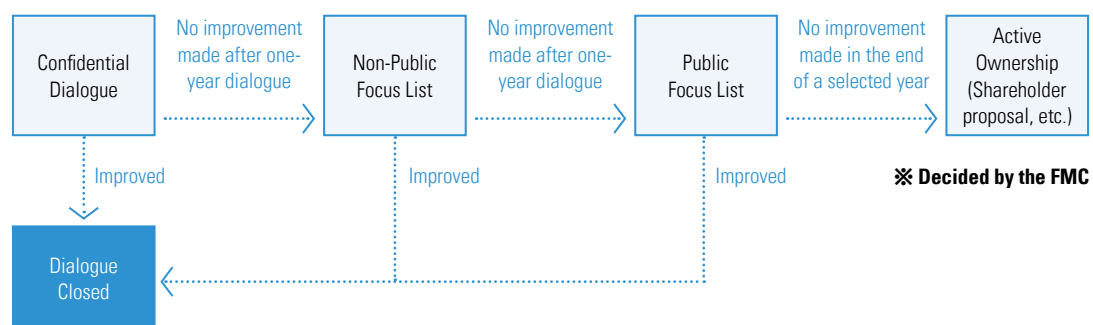 Confidential
Dialogue
No improvement
made after one-
year dialogue
Non-Public
Focus List
No improvement
made after one-
year dialogue
Public
Focus List
No improvement
made in the end
of a selected year
Active
Ownership
(Shareholder
proposal, etc.)
Improved
Improved
Improved
※ Decided by the FMC
Dialogue
Closed